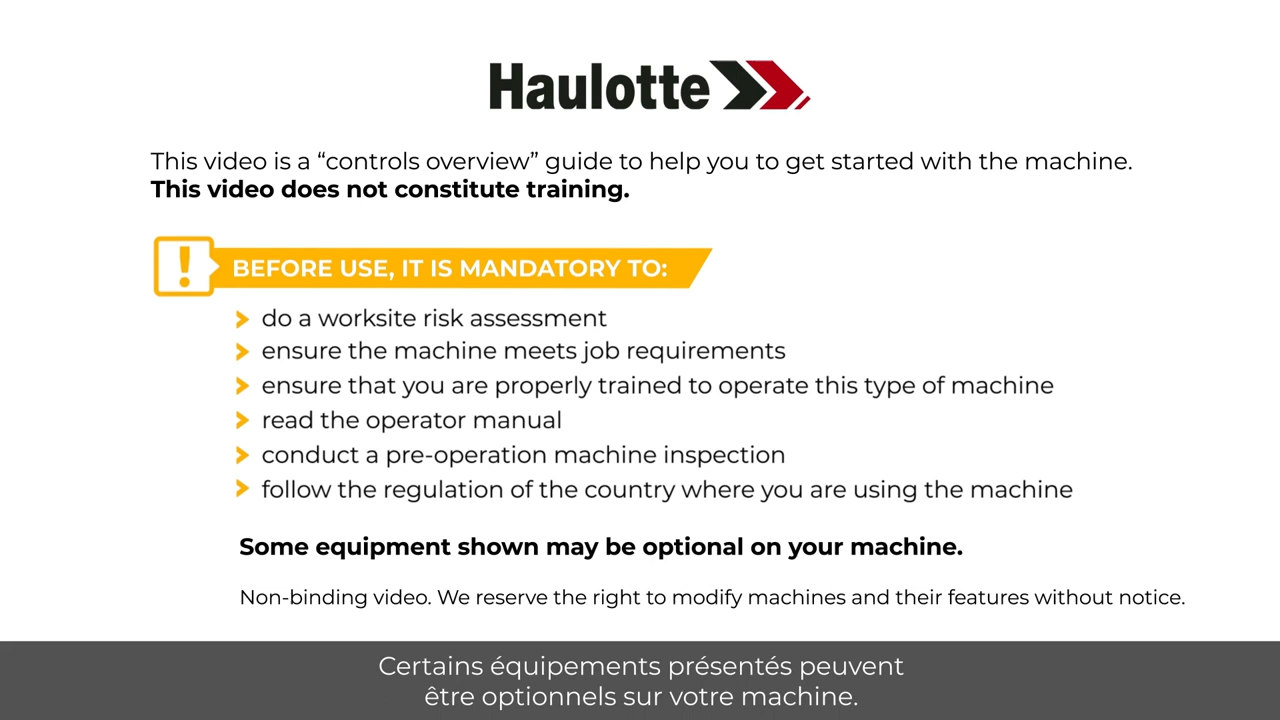 Haulotte
This video is a “controls overview” guide to help you to get started with the machine.
This video does not constitute training.
! BEFORE USE, IT IS MANDATORY TO:
do a worksite risk assessment
ensure the machine meets job requirements
ensure that you are properly trained to operate this type of machine
read the operator manual
conduct a pre-operation machine inspection
follow the regulation of the country where you are using the machine
Some equipment shown may be optional on your machine.
Non-binding video. We reserve the right to modify machines and their features without notice.
Certains équipements présentés peuvent
être optionnels sur votre machine.